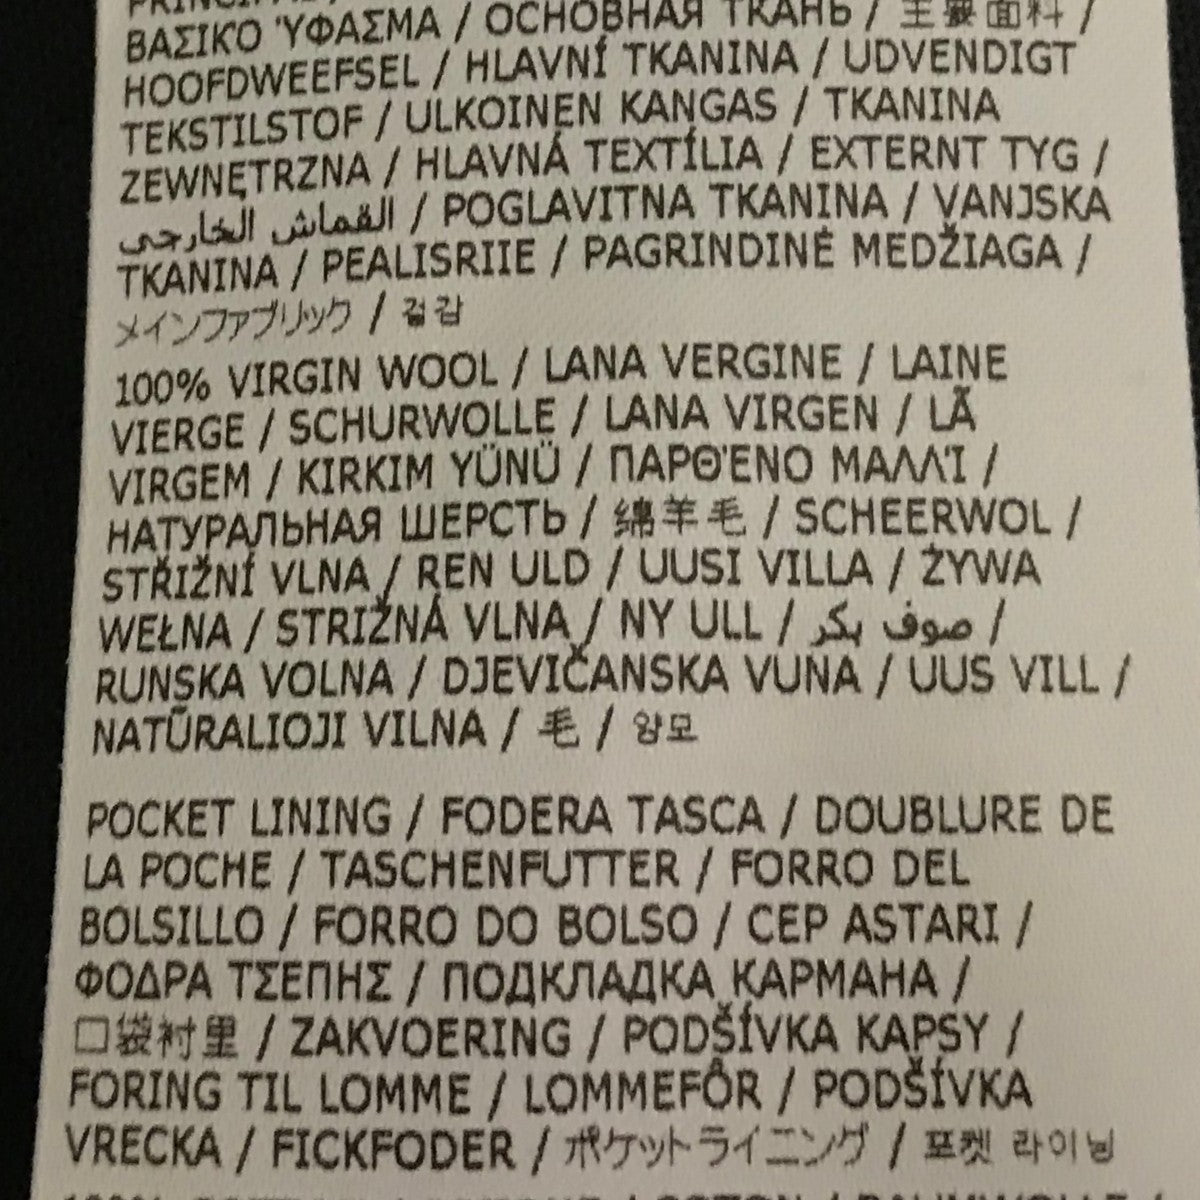 ΒΑΣΙΚΌ ΎΦΑΣΜΑ / ОСНОВНАЯ ТКАНЬ / 主要面料 /
HOOFDWEEFSEL / HLAVNÍ TKANINA / UDVENDIGT
TEKSTILSTOF / ULKOINEN KANGAS / TKANINA
ZEWNĘTRZNA / HLAVNÁ TEXTÍLIA / EXTERNT TYG /
القماش الخارجي / POGLAVITNA TKANINA / VANJSKA
TKANINA / PEALISRIIE / PAGRINDINĖ MEDŽIAGA /
メインファブリック / 겉감
100% VIRGIN WOOL / LANA VERGINE / LAINE
VIERGE / SCHURWOLLE / LANA VIRGEN / LÃ
VIRGEM / KIRKIM YÜNÜ / ΠΑΡΘΈΝΟ ΜΑΛΛΊ /
НАТУРАЛЬНАЯ ШЕРСТЬ / 绵羊毛 / SCHEERWOL /
STŘIŽNÍ VLNA / REN ULD / UUSI VILLA / ŻYWA
WEŁNA / STRIŽNÁ VLNA / NY ULL / صوف بكر /
RUNSKA VOLNA / DJEVIČANSKA VUNA / UUS VILL /
NATŪRALIOJI VILNA / 毛 / 양모
POCKET LINING / FODERA TASCA / DOUBLURE DE
LA POCHE / TASCHENFUTTER / FORRO DEL
BOLSILLO / FORRO DO BOLSO / CEP ASTARI /
ΦΟΔΡΑ ΤΣΕΠΗΣ / ПОДКЛАДКА КАРМАНА /
口袋衬里 / ZAKVOERING / PODŠÍVKA KAPSY /
FORING TIL LOMME / LOMMEFÔR / PODŠÍVKA
VRECKA / FICKFODER / ポケットライニング / 포켓 라이닝